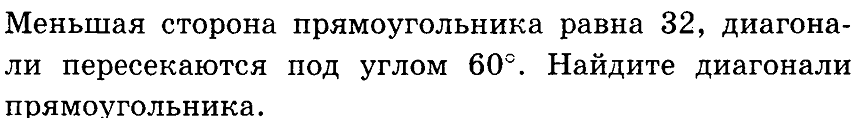 Меньшая сторона прямоугольника равна 32, диагона-
ли пересекаются под углом 60°. Найдите диагонали
прямоугольника.